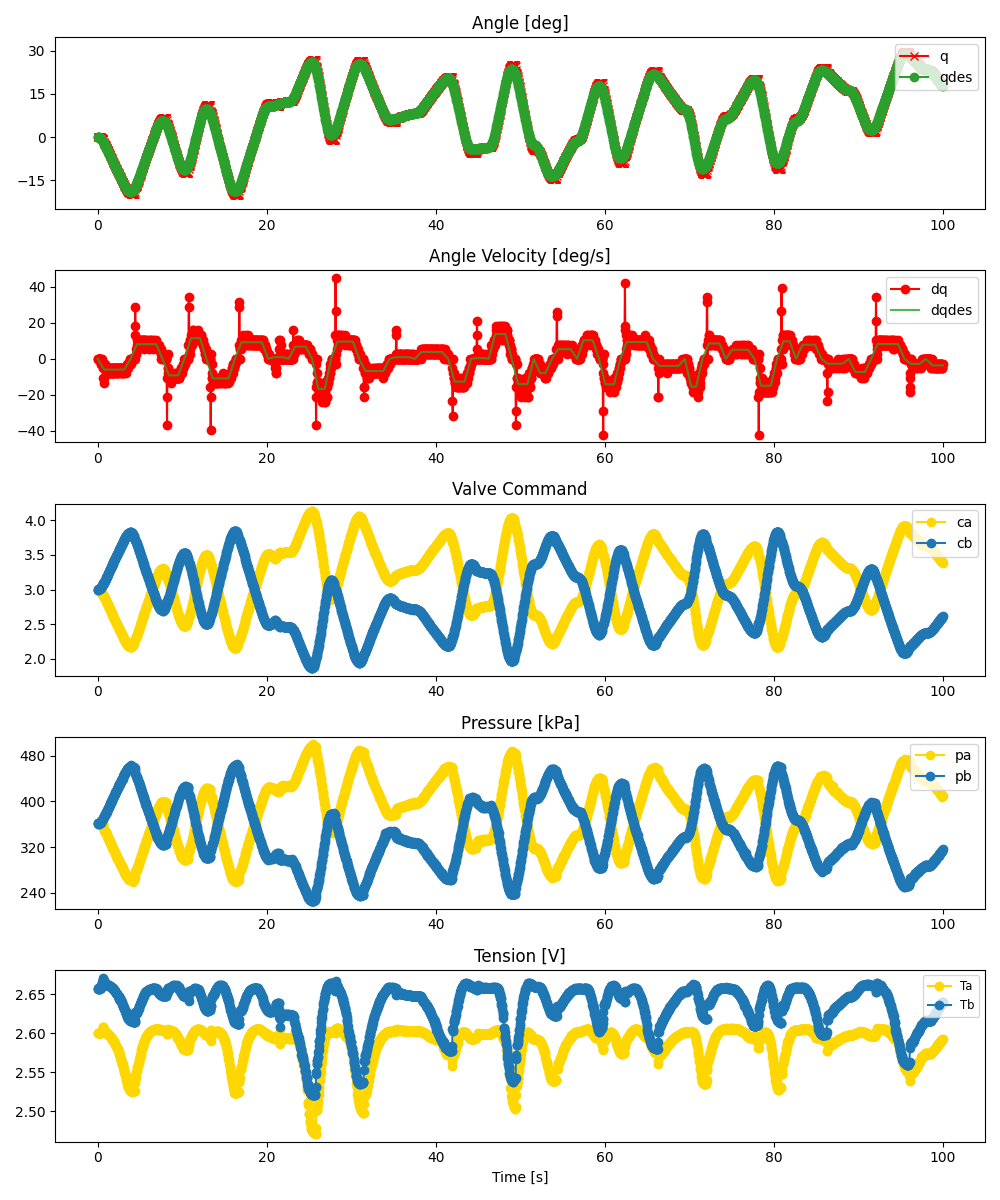 Angle [deg]
30
15
0
−15
q
qdes
0 20 40 60 80 100
Angle Velocity [deg/s]
40
20
0
−20
−40
dq
dqdes
0 20 40 60 80 100
Valve Command
4.0
3.5
3.0
2.5
2.0
ca
cb
0 20 40 60 80 100
Pressure [kPa]
480
400
320
240
pa
pb
0 20 40 60 80 100
Tension [V]
2.65
2.60
2.55
2.50
Ta
Tb
0 20 40 60 80 100
Time [s]